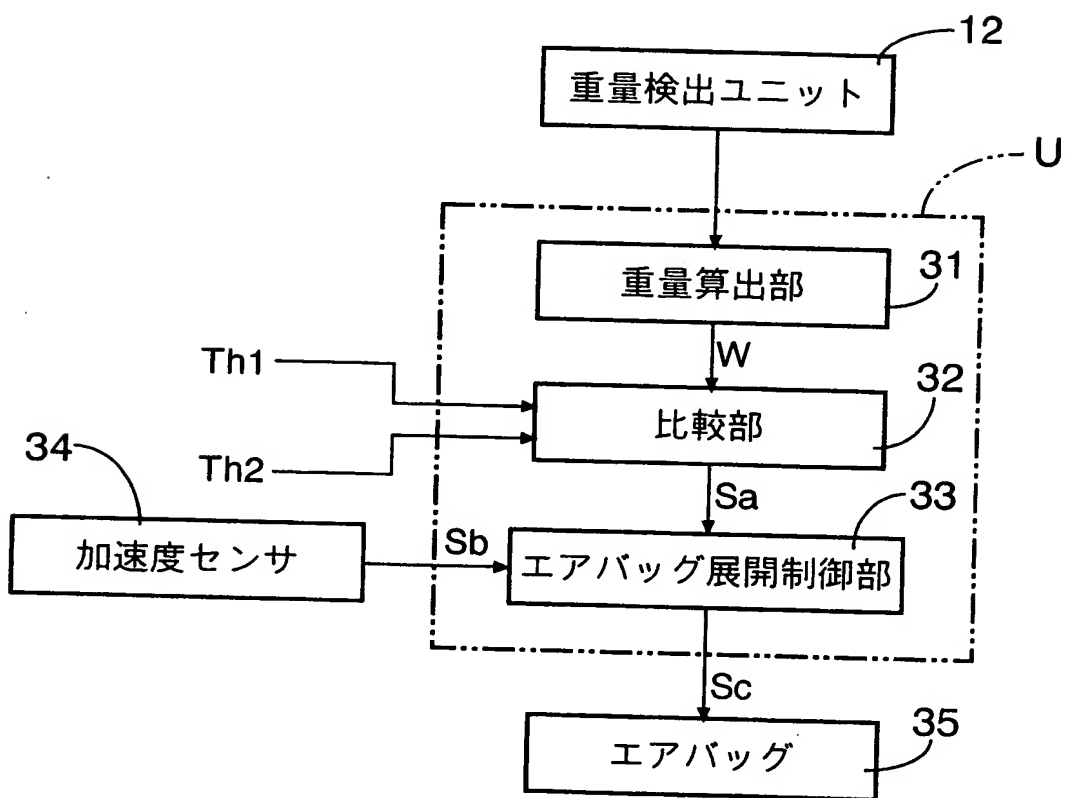 12
重量検出ユニット
U
重量算出部
31
W
Th1
32
比較部
34
Th2
Sa
33
加速度センサ
Sb
エアバッグ展開制御部
Sc
35
エアバッグ